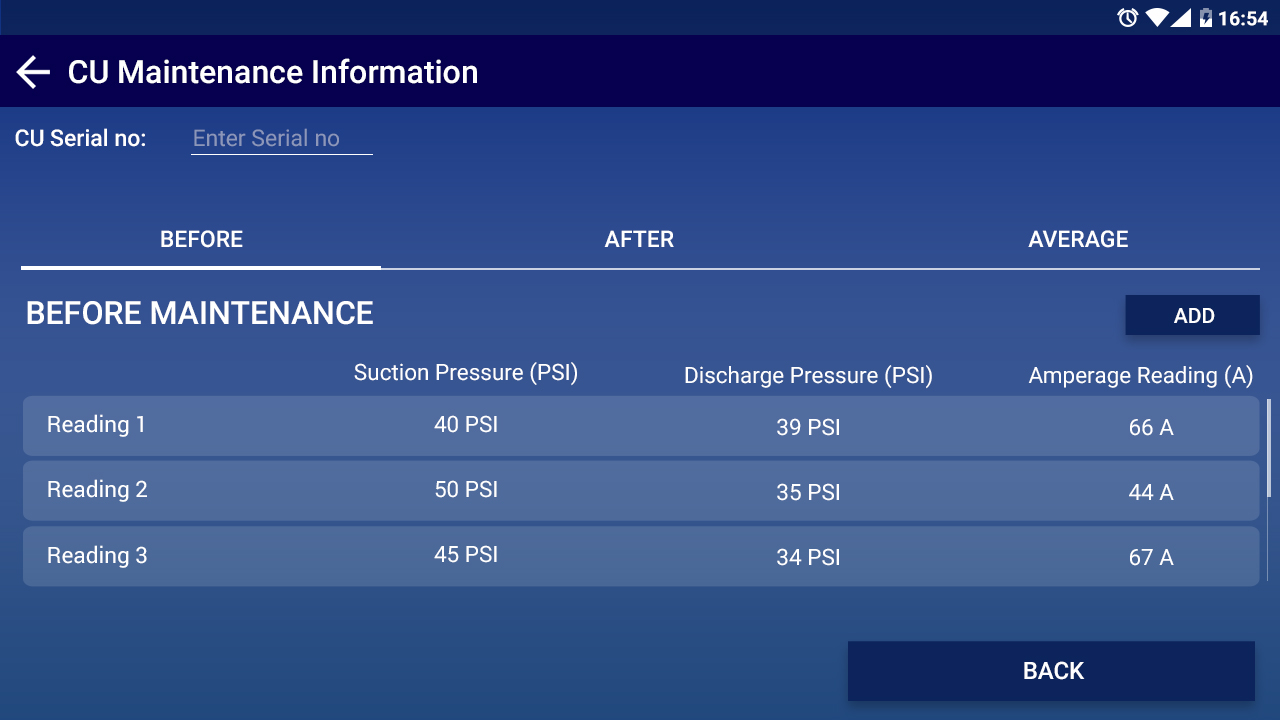 16:54
CU Maintenance Information
CU Serial no: Enter Serial no
BEFORE AFTER AVERAGE
BEFORE MAINTENANCE ADD
Suction Pressure (PSI) Discharge Pressure (PSI) Amperage Reading (A)
Reading 1 40 PSI 39 PSI 66 A
Reading 2 50 PSI 35 PSI 44 A
Reading 3 45 PSI 34 PSI 67 A
BACK